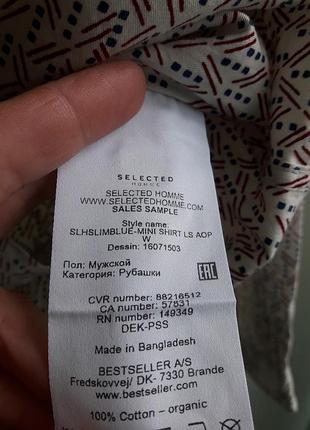 SELECTED
HOMME
SELECTED HOMME
WWW.SELECTEDHOMME.COM
SALES SAMPLE
Style name:
SLHSLIMBLUE-MINI SHIRT LS AOP
W
Dessin: 16071503
Пол: Мужской
Категория: Рубашки
EAC
CVR number: 88216512
CA number: 57831
RN number: 149349
DEK-PSS
Made in Bangladesh
BESTSELLER A/S
Fredskovvej/ DK- 7330 Brande
www.bestseller.com
100% Cotton – organic